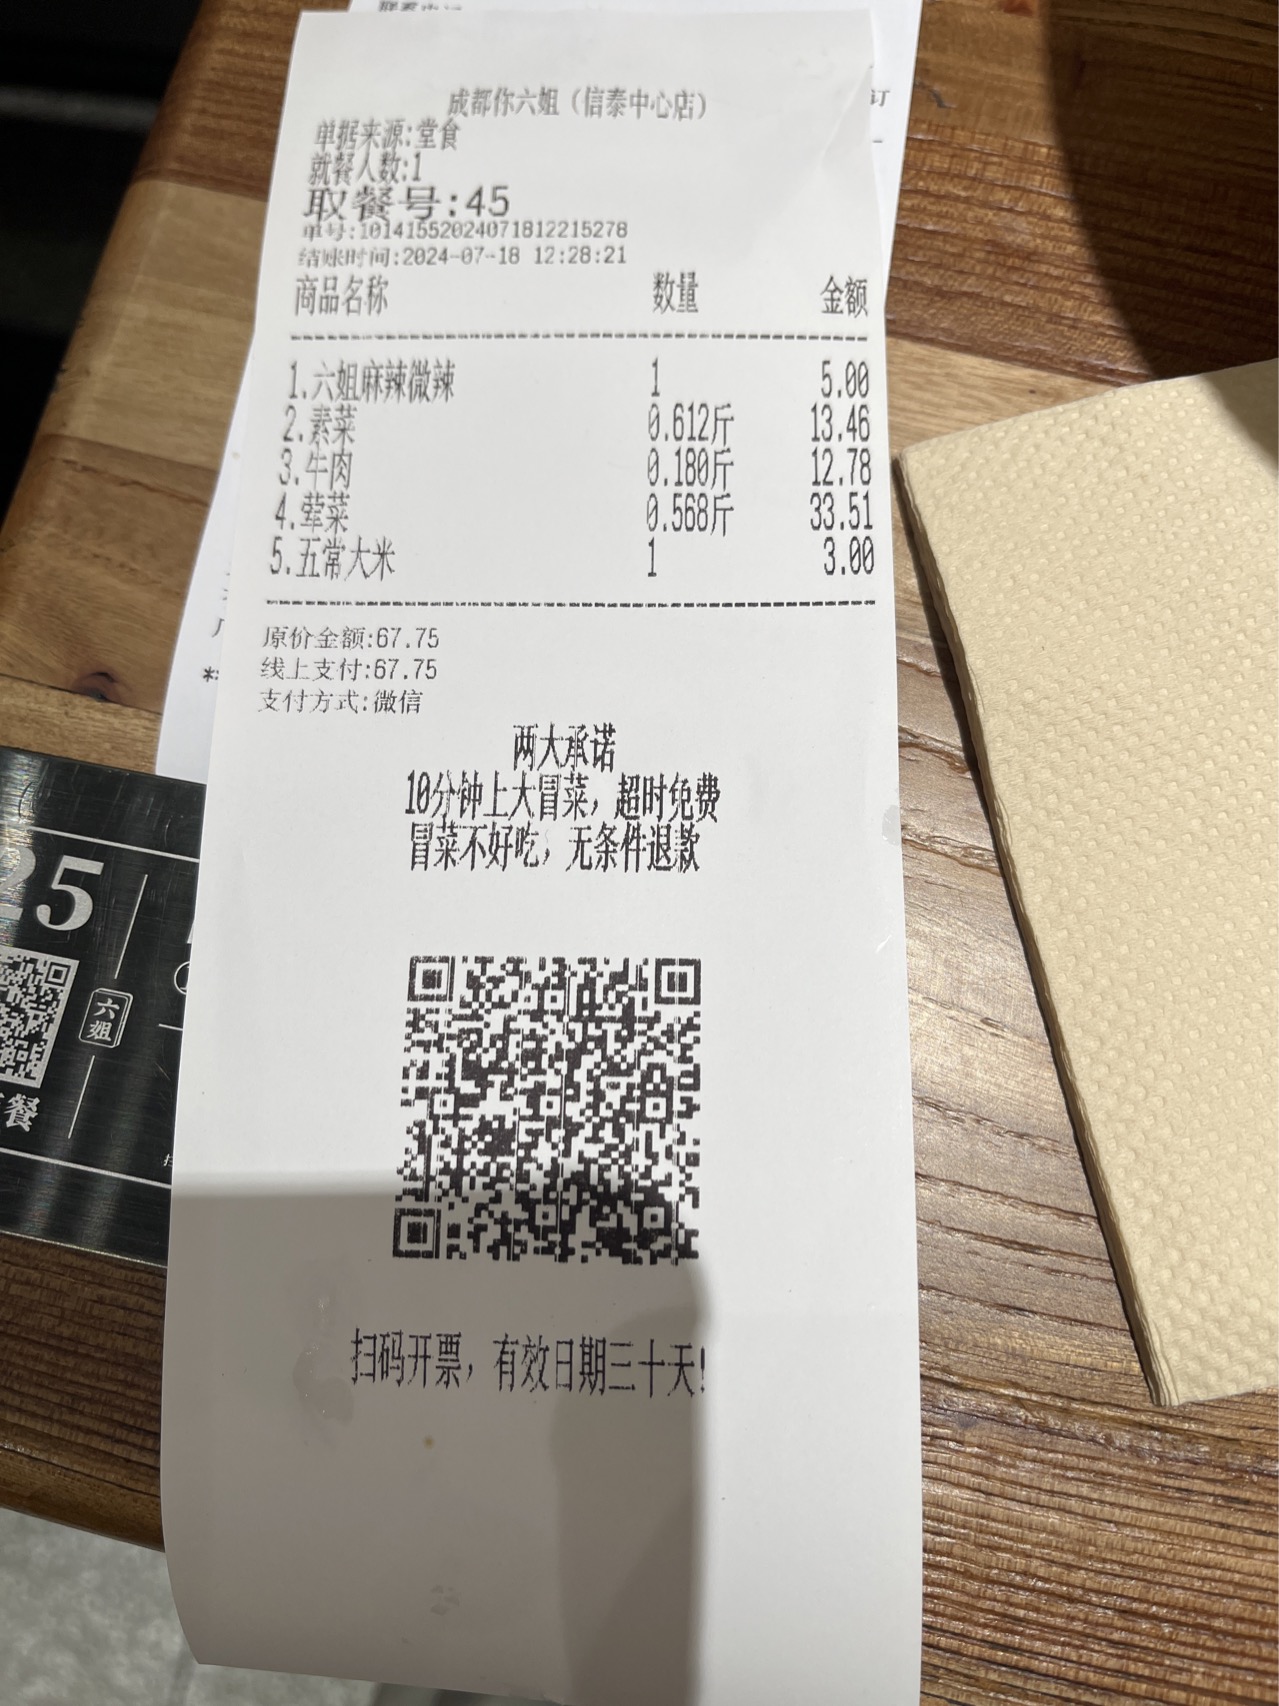 成都你六姐（信泰中心店）
单据来源:堂食
就餐人数:1
取餐号:45
单号:10141552024071812215278
结账时间:2024-07-18 12:28:21
商品名称 数量 金额
1.六姐麻辣微辣 1 5.00
2.素菜 0.612斤 13.46
3.牛肉 0.180斤 12.78
4.荤菜 0.568斤 33.51
5.五常大米 1 3.00
原价金额:67.75
线上支付:67.75
支付方式:微信
两大承诺
10分钟上大冒菜，超时免费
冒菜不好吃，无条件退款
扫码开票，有效日期三十天!
订
25
六姐
餐